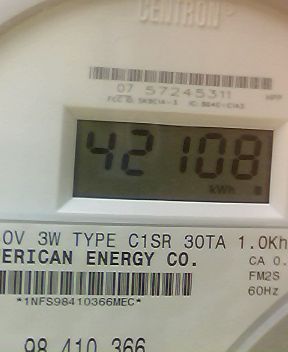 CENTRON®
07 57245311
42108
kWh
0V 3W TYPE C1SR 30TA 1.0Kh
ERICAN ENERGY CO. CA 0.
FM2S
*1NFS98410366MEC* 60Hz
98 410 366